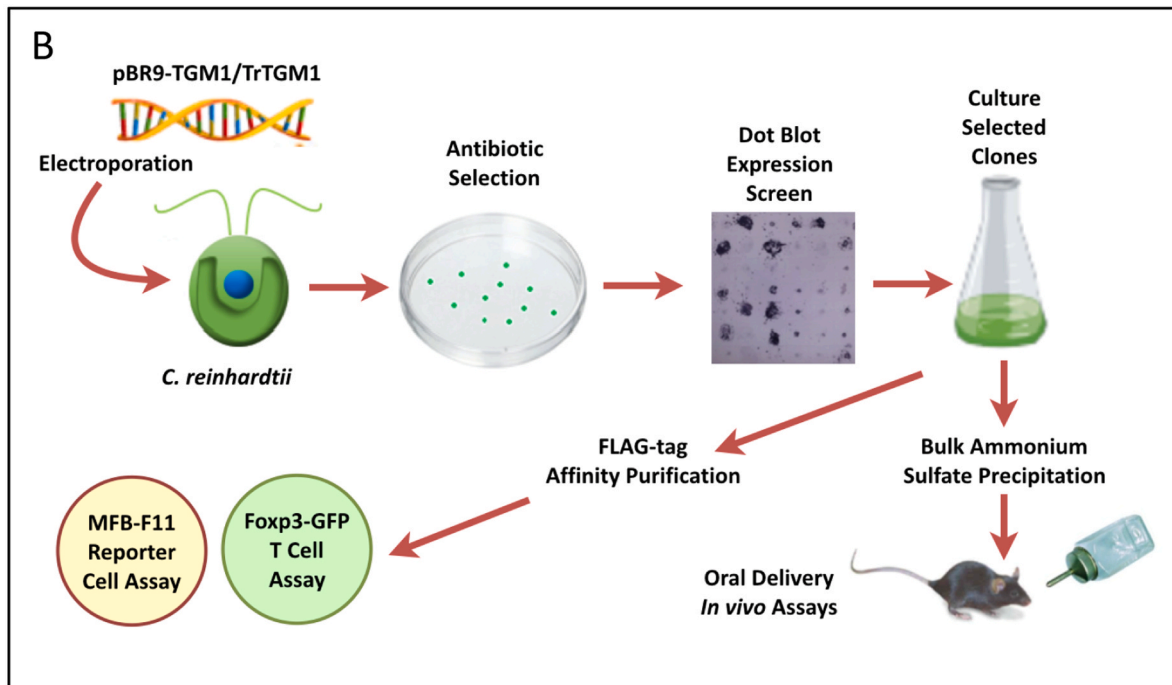 B
pBR9-TGM1/TrTGM1
Electroporation
C. reinhardtii
Antibiotic
Selection
Dot Blot
Expression
Screen
Culture
Selected
Clones
FLAG-tag
Affinity Purification
Bulk Ammonium
Sulfate Precipitation
MFB-F11
Reporter
Cell Assay
Foxp3-GFP
T Cell
Assay
Oral Delivery
In vivo Assays